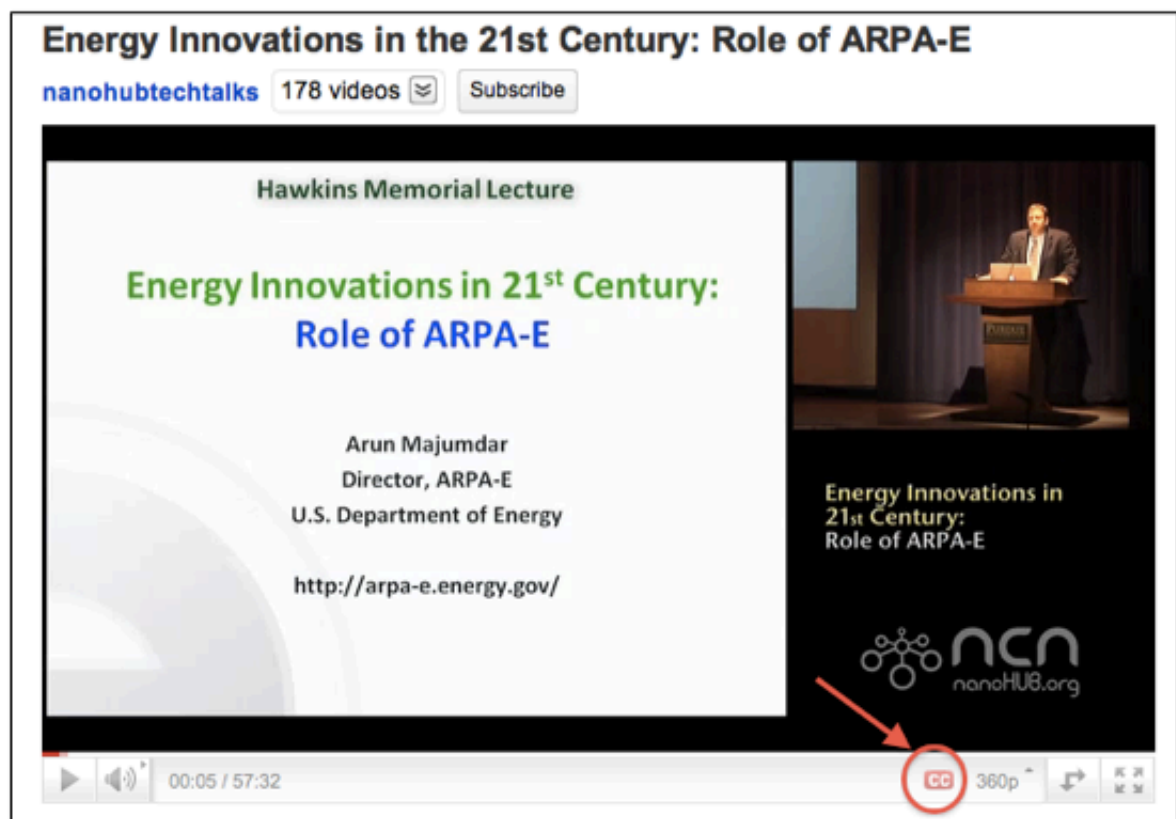 Energy Innovations in the 21st Century: Role of ARPA-E
nanohubtechtalks 178 videos Subscribe
Hawkins Memorial Lecture
Energy Innovations in 21st Century:
Role of ARPA-E
Arun Majumdar
Director, ARPA-E
U.S. Department of Energy
http://arpa-e.energy.gov/
PURDUE
Energy Innovations in
21st Century:
Role of ARPA-E
ncn
nanoHUB.org
00:05 / 57:32 CC 360p